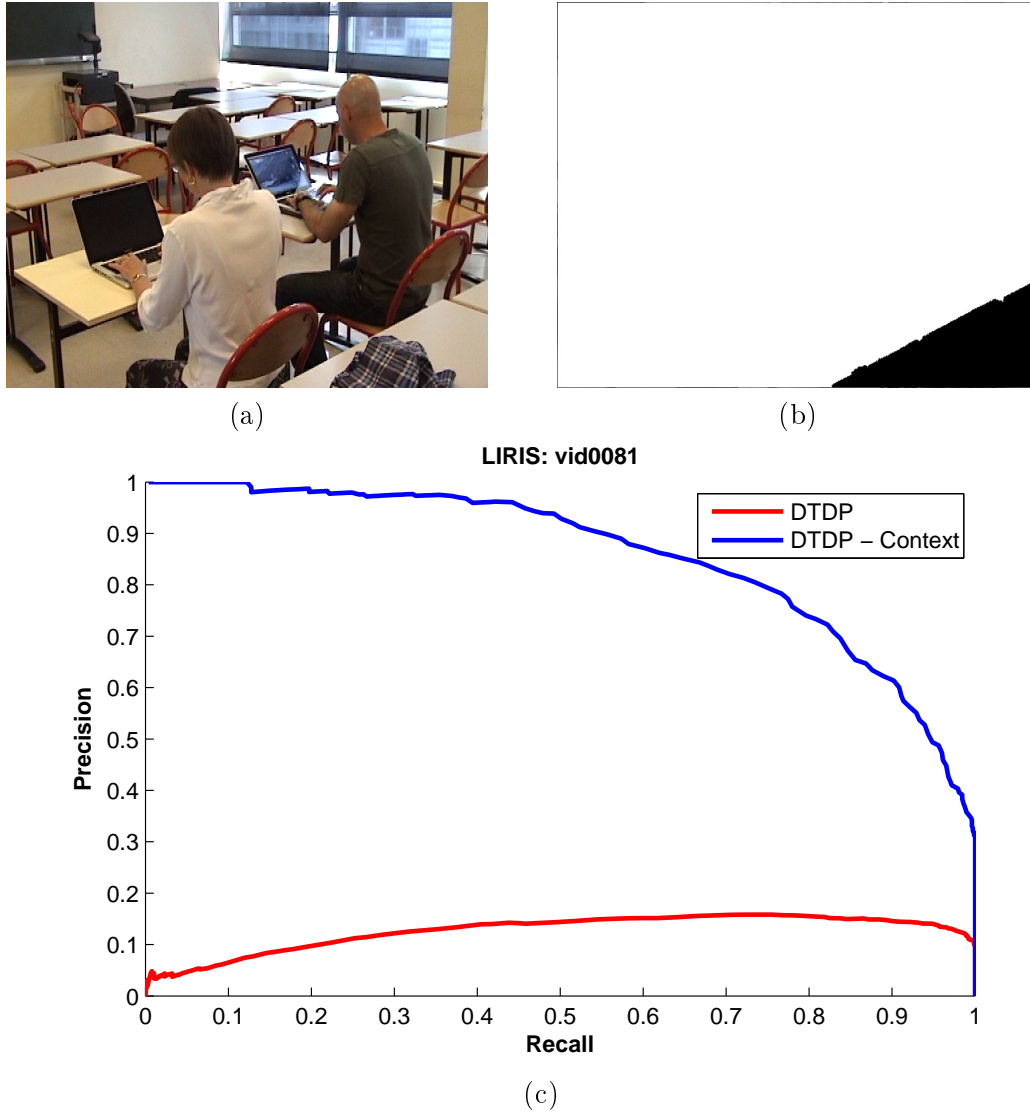 (a)
(b)
LIRIS: vid0081
1
0.9
0.8
0.7
0.6
0.5
0.4
0.3
0.2
0.1
0
Precision
DTDP
DTDP – Context
0 0.1 0.2 0.3 0.4 0.5 0.6 0.7 0.8 0.9 1
Recall
(c)